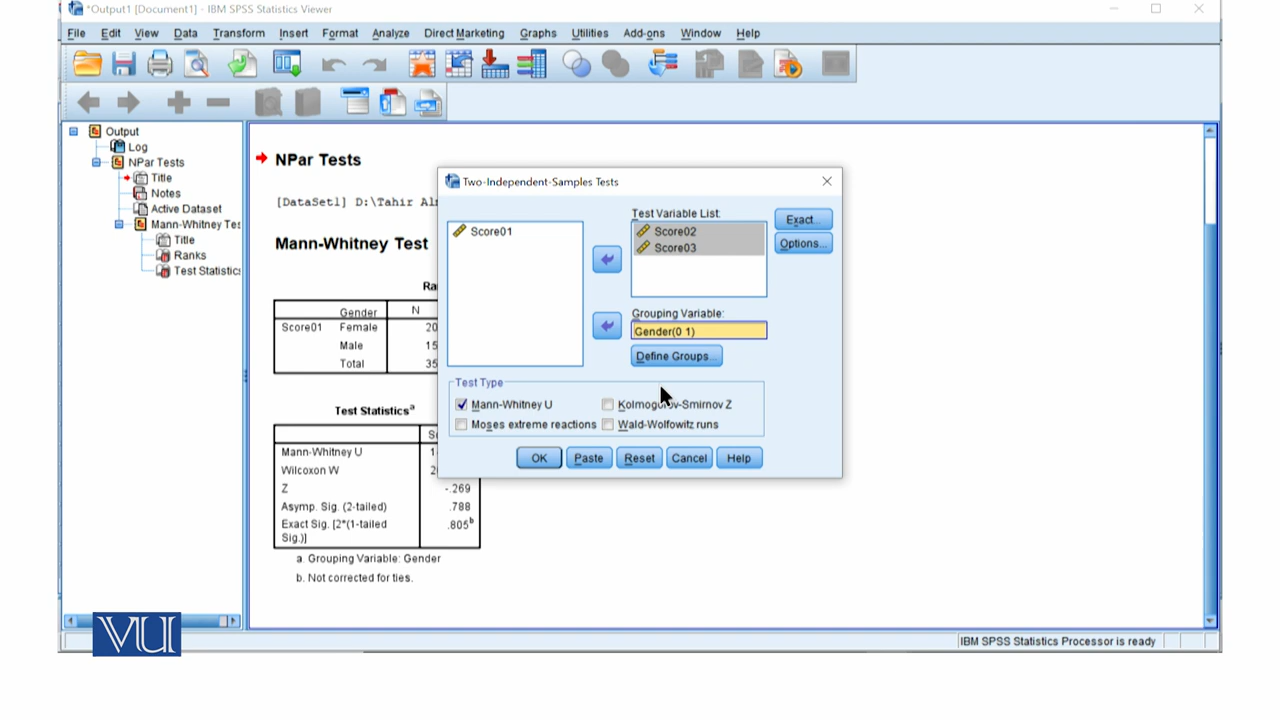 *Output1 [Document1] - IBM SPSS Statistics Viewer
File Edit View Data Transform Insert Format Analyze Direct Marketing Graphs Utilities Add-ons Window Help
Output
Log
NPar Tests
Title
Notes
Active Dataset
Mann-Whitney Tes
Title
Ranks
Test Statistics
NPar Tests
[DataSet1] D:\Tahir
Mann-Whitney Test
Gender N
Score01 Female 20
Male 15
Total 35
Test Statisticsa
Mann-Whitney U
Wilcoxon W
Z -.269
Asymp. Sig. (2-tailed) .788
Exact Sig. [2*(1-tailed Sig.)] .805b
a. Grouping Variable: Gender
b. Not corrected for ties.
Two-Independent-Samples Tests
Score01
Test Variable List:
Score02
Score03
Exact...
Options...
Grouping Variable:
Gender(0 1)
Define Groups...
Test Type
Mann-Whitney U Kolmogorov-Smirnov Z
Moses extreme reactions Wald-Wolfowitz runs
OK Paste Reset Cancel Help
IBM SPSS Statistics Processor is ready
VU